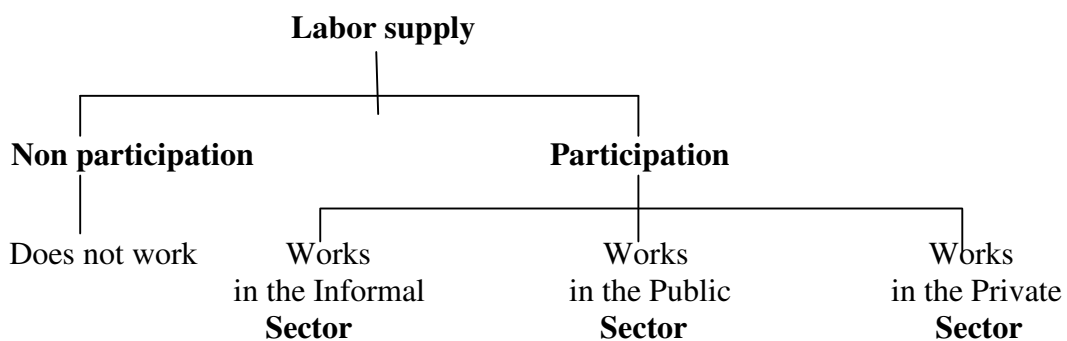 Labor supply
Non participation
Participation
Does not work
Works
in the Informal
Sector
Works
in the Public
Sector
Works
in the Private
Sector